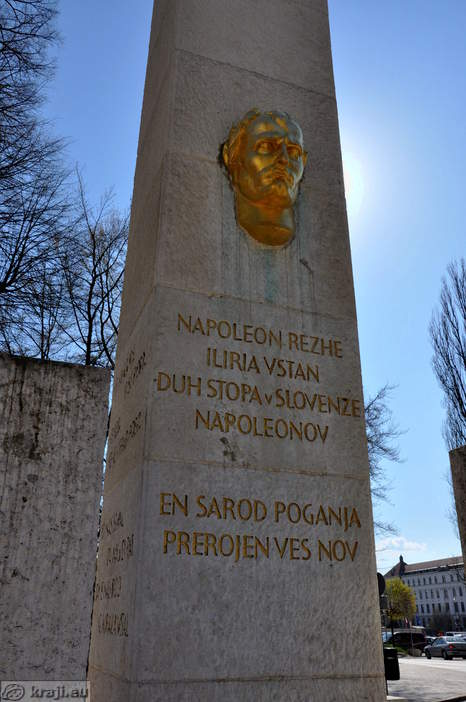 NAPOLEON REZHE
ILIRIA VSTAN
DUH STOPA V SLOVENZE
NAPOLEONOV
EN SAROD POGANJA
PREROJEN VES NOV
kraji.eu